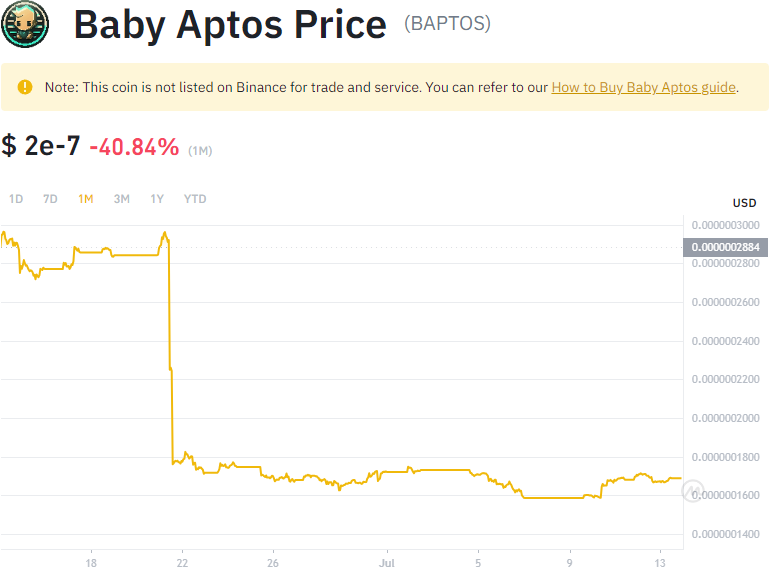 Baby Aptos Price (BAPTOS)
Note: This coin is not listed on Binance for trade and service. You can refer to our How to Buy Baby Aptos guide.
$ 2e-7 -40.84% (1M)
1D 7D 1M 3M 1Y YTD
USD
0.0000003000
0.0000002884
0.0000002800
0.0000002600
0.0000002400
0.0000002200
0.0000002000
0.0000001800
0.0000001600
0.0000001400
18 22 26 Jul 5 9 13